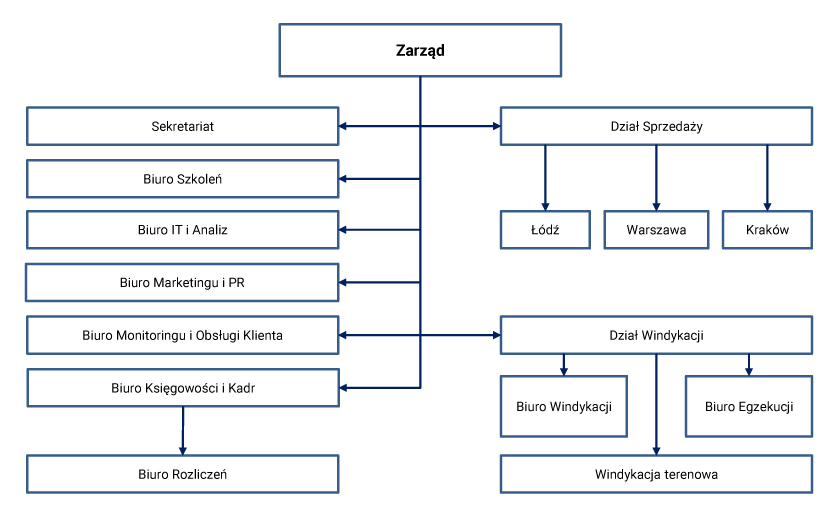 Zarząd
Sekretariat
Dział Sprzedaży
Biuro Szkoleń
Biuro IT i Analiz
Łódź
Warszawa
Kraków
Biuro Marketingu i PR
Biuro Monitoringu i Obsługi Klienta
Dział Windykacji
Biuro Księgowości i Kadr
Biuro Windykacji
Biuro Egzekucji
Biuro Rozliczeń
Windykacja terenowa